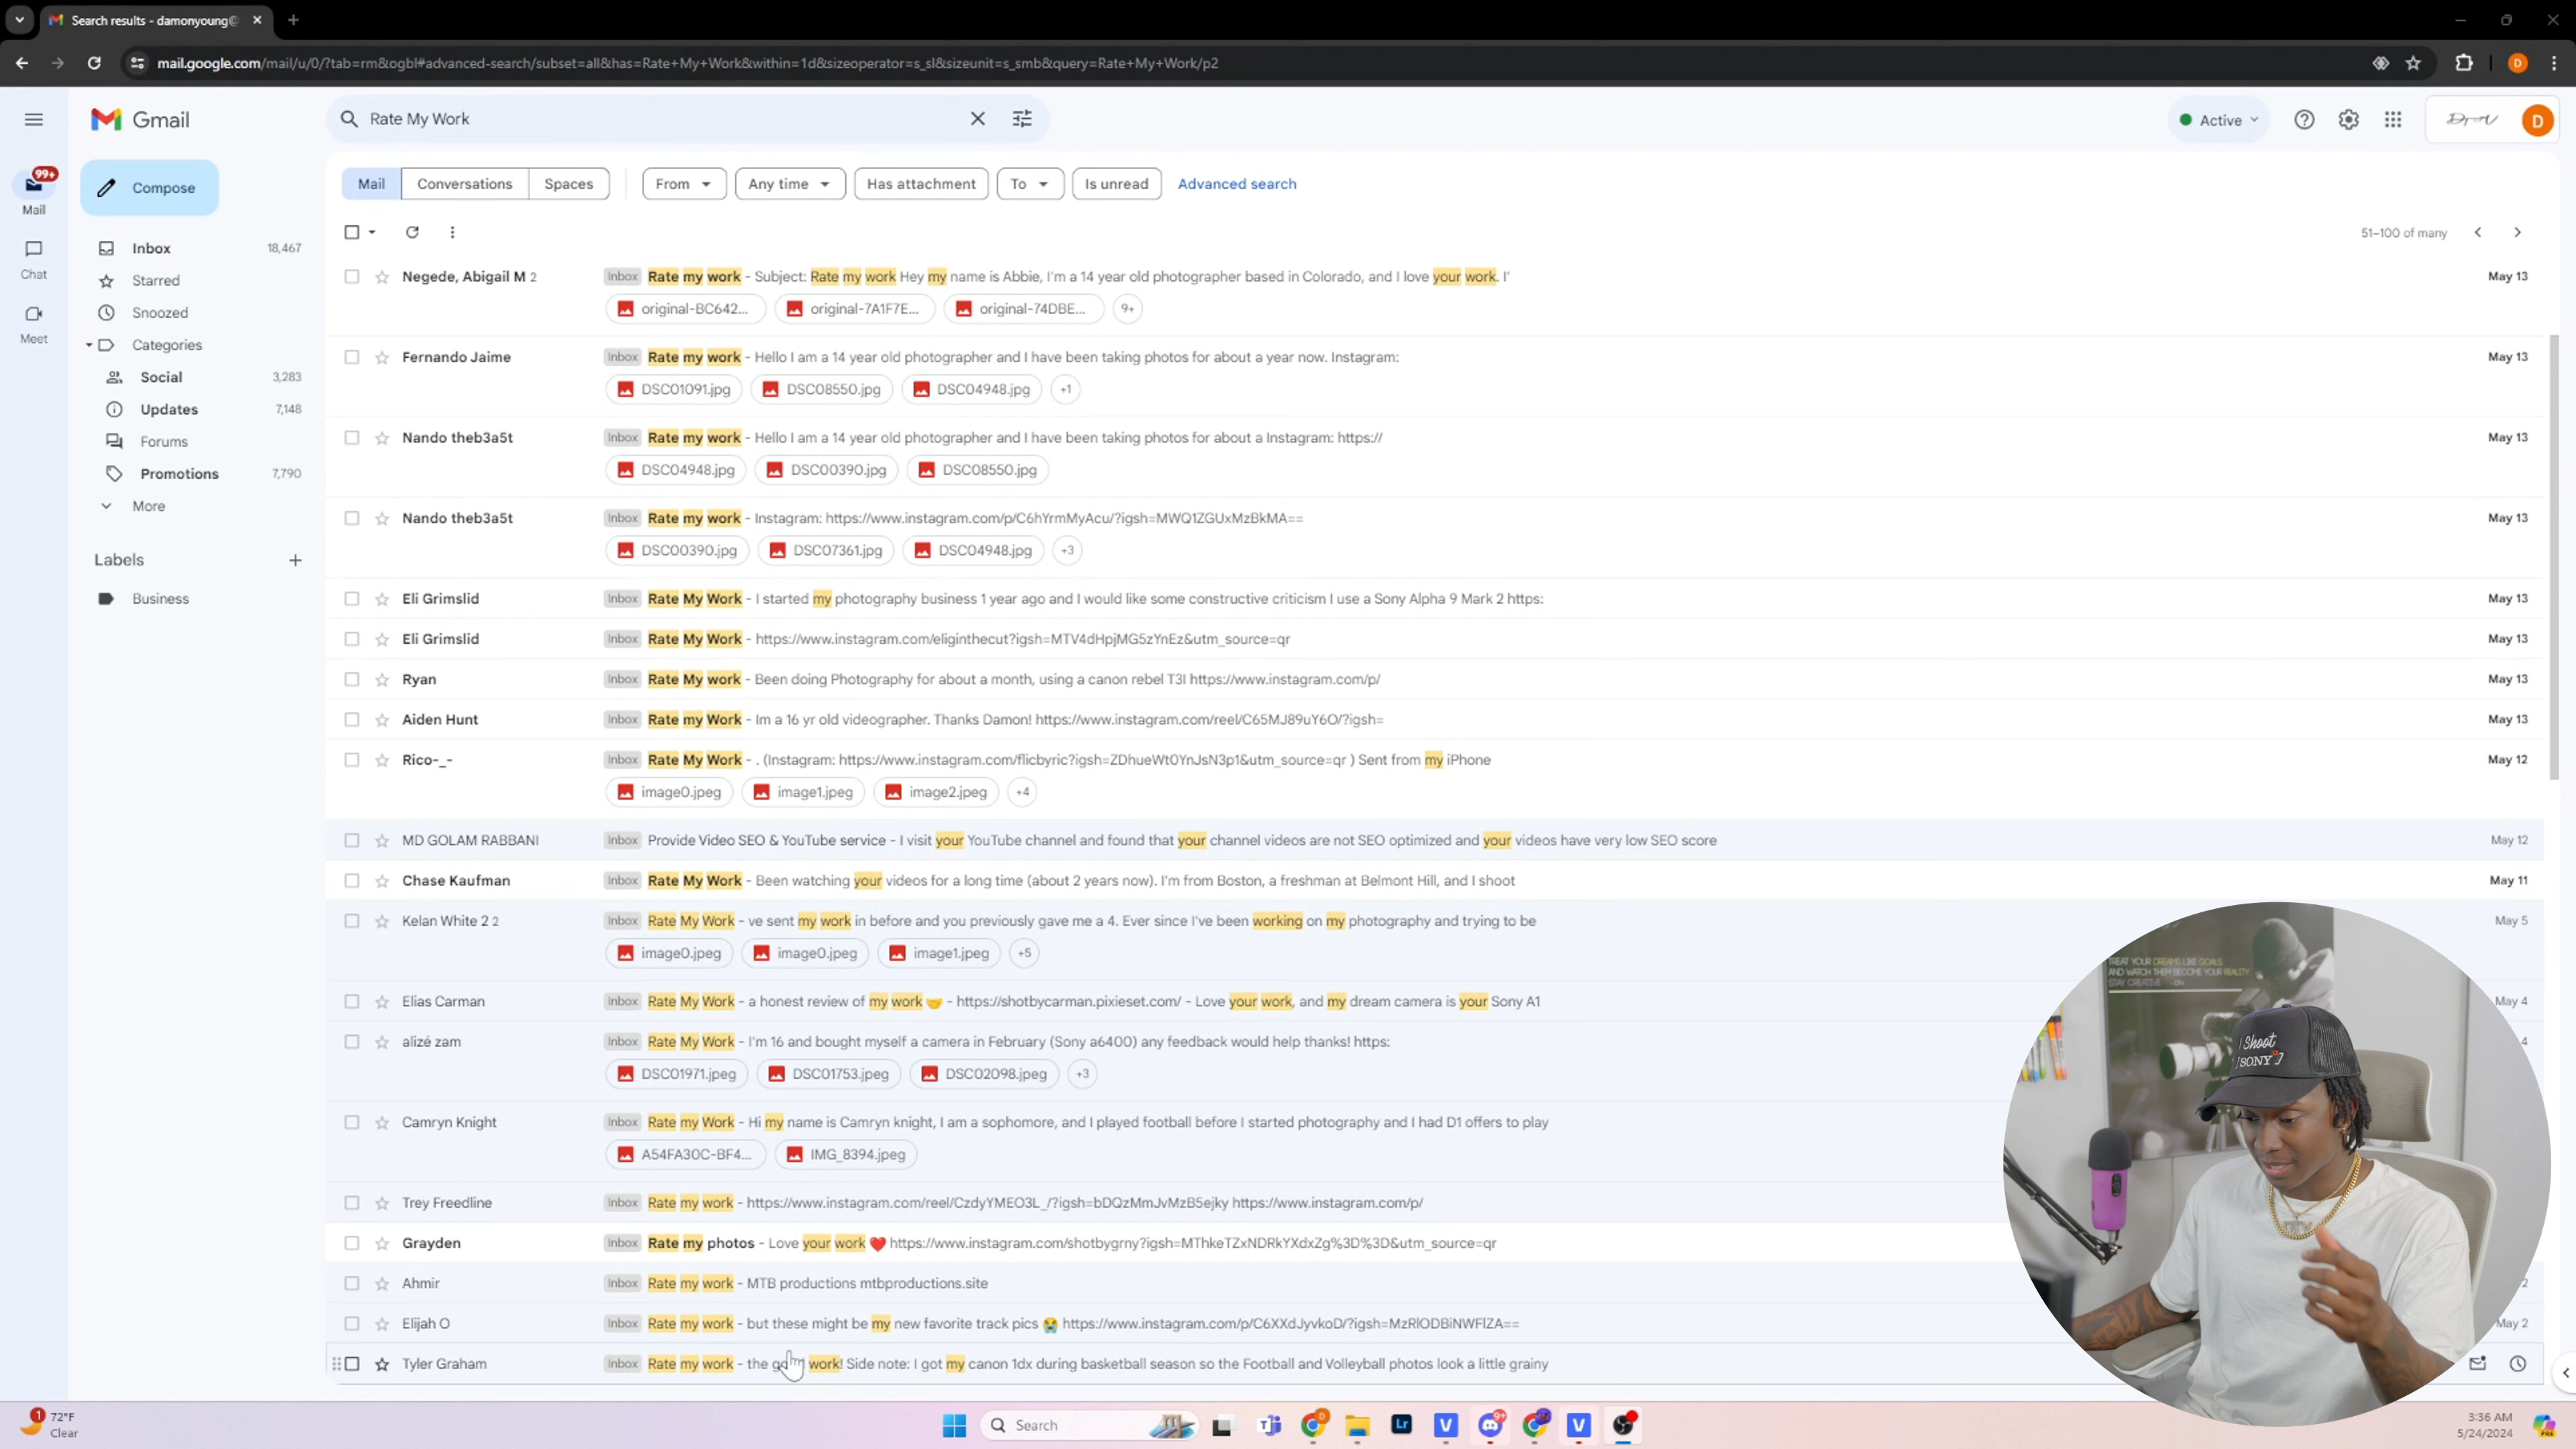 Search results - damonyoung@
mail.google.com/mail/u/0/?tab=rm&ogbl#advanced-search/subset=all&has=Rate+My+Work&within=1d&sizeoperator=s_sl&sizeunit=s_smb&query=Rate+My+Work/p2
D
Gmail
Rate My Work
Active
D
99+
Mail
Chat
Meet
Compose
Inbox 18,467
Starred
Snoozed
Categories
Social 3,283
Updates 7,148
Forums
Promotions 7,790
More
Labels
Business
Mail Conversations Spaces From Any time Has attachment To Is unread Advanced search
51–100 of many
Negede, Abigail M 2 Inbox Rate my work - Subject: Rate my work Hey my name is Abbie, I'm a 14 year old photographer based in Colorado, and I love your work. I' May 13
original-BC642... original-7A1F7E... original-74DBE... 9+
Fernando Jaime Inbox Rate my work - Hello I am a 14 year old photographer and I have been taking photos for about a year now. Instagram: May 13
DSC01091.jpg DSC08550.jpg DSC04948.jpg +1
Nando theb3a5t Inbox Rate my work - Hello I am a 14 year old photographer and I have been taking photos for about a Instagram: https:// May 13
DSC04948.jpg DSC00390.jpg DSC08550.jpg
Nando theb3a5t Inbox Rate my work - Instagram: https://www.instagram.com/p/C6hYrmMyAcu/?igsh=MWQ1ZGUxMzBkMA== May 13
DSC00390.jpg DSC07361.jpg DSC04948.jpg +3
Eli Grimslid Inbox Rate My Work - I started my photography business 1 year ago and I would like some constructive criticism I use a Sony Alpha 9 Mark 2 https: May 13
Eli Grimslid Inbox Rate My Work - https://www.instagram.com/eliginthecut?igsh=MTV4dHpjMG5zYnEz&utm_source=qr May 13
Ryan Inbox Rate My work - Been doing Photography for about a month, using a canon rebel T3I https://www.instagram.com/p/ May 13
Aiden Hunt Inbox Rate my Work - Im a 16 yr old videographer. Thanks Damon! https://www.instagram.com/reel/C65MJ89uY6O/?igsh= May 13
Rico-_- Inbox Rate My Work - . (Instagram: https://www.instagram.com/flicbyric?igsh=ZDhueWt0YnJsN3p1&utm_source=qr ) Sent from my iPhone May 12
image0.jpeg image1.jpeg image2.jpeg +4
MD GOLAM RABBANI Inbox Provide Video SEO & YouTube service - I visit your YouTube channel and found that your channel videos are not SEO optimized and your videos have very low SEO score May 12
Chase Kaufman Inbox Rate My Work - Been watching your videos for a long time (about 2 years now). I'm from Boston, a freshman at Belmont Hill, and I shoot May 11
Kelan White 2 2 Inbox Rate My Work - ve sent my work in before and you previously gave me a 4. Ever since I've been working on my photography and trying to be May 5
image0.jpeg image0.jpeg image1.jpeg +5
Elias Carman Inbox Rate My Work - a honest review of my work 🤝 - https://shotbycarman.pixieset.com/ - Love your work, and my dream camera is your Sony A1 May 4
alizé zam Inbox Rate My Work - I'm 16 and bought myself a camera in February (Sony a6400) any feedback would help thanks! https: 4
DSC01971.jpeg DSC01753.jpeg DSC02098.jpeg +3
Camryn Knight Inbox Rate my Work - Hi my name is Camryn knight, I am a sophomore, and I played football before I started photography and I had D1 offers to play
A54FA30C-BF4... IMG_8394.jpeg
Trey Freedline Inbox Rate my work - https://www.instagram.com/reel/CzdyYMEO3L_/?igsh=bDQzMmJvMzB5ejky https://www.instagram.com/p/
Grayden Inbox Rate my photos - Love your work ❤️ https://www.instagram.com/shotbygrny?igsh=MThkeTZxNDRkYXdxZg%3D%3D&utm_source=qr
Ahmir Inbox Rate my work - MTB productions mtbproductions.site 2
Elijah O Inbox Rate my work - but these might be my new favorite track pics 😭 https://www.instagram.com/p/C6XXdJyvkoD/?igsh=MzRlODBiNWFlZA== May 2
Tyler Graham Inbox Rate my work - the work! Side note: I got my canon 1dx during basketball season so the Football and Volleyball photos look a little grainy
TREAT YOUR DREAMS LIKE GOALS,
AND WATCH THEM BECOME YOUR REALITY.
STAY CREATIVE
I Shoot
SONY
1
72°F
Clear
Search
Lr
3:36 AM
5/24/2024